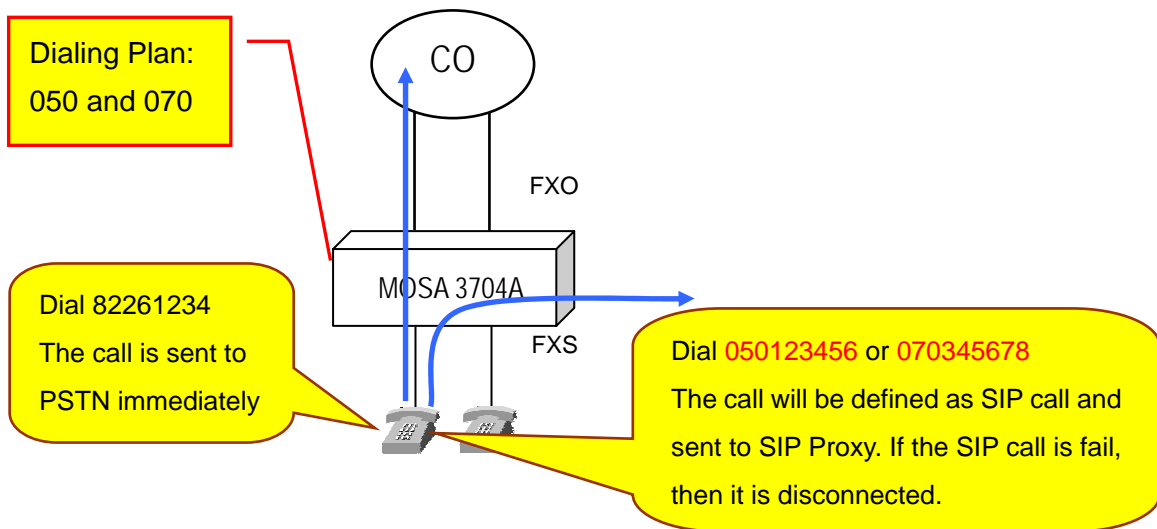 Dialing Plan:
050 and 070
CO
FXO
MOSA 3704A
FXS
Dial 82261234
The call is sent to
PSTN immediately
Dial 050123456 or 070345678
The call will be defined as SIP call and
sent to SIP Proxy. If the SIP call is fail,
then it is disconnected.